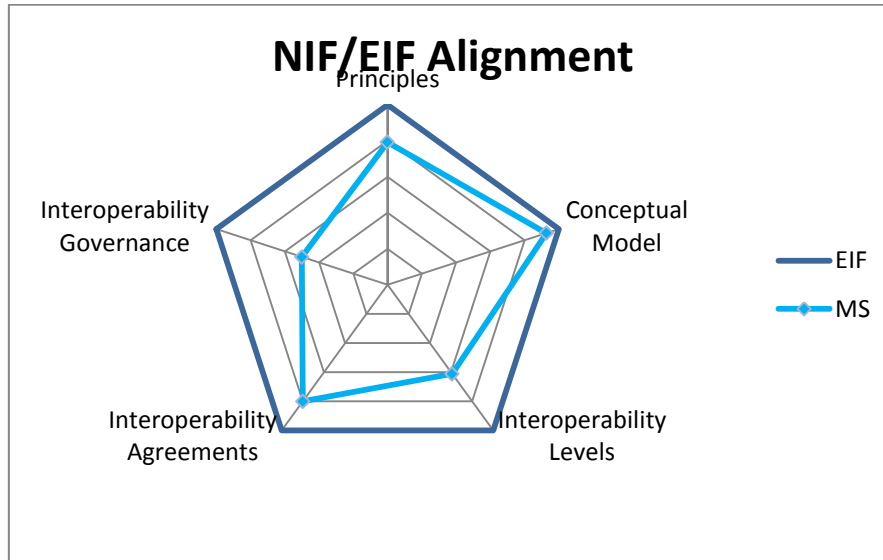 NIF/EIF Alignment
Principles
Conceptual
Model
Interoperability
Levels
Interoperability
Agreements
Interoperability
Governance
EIF
MS